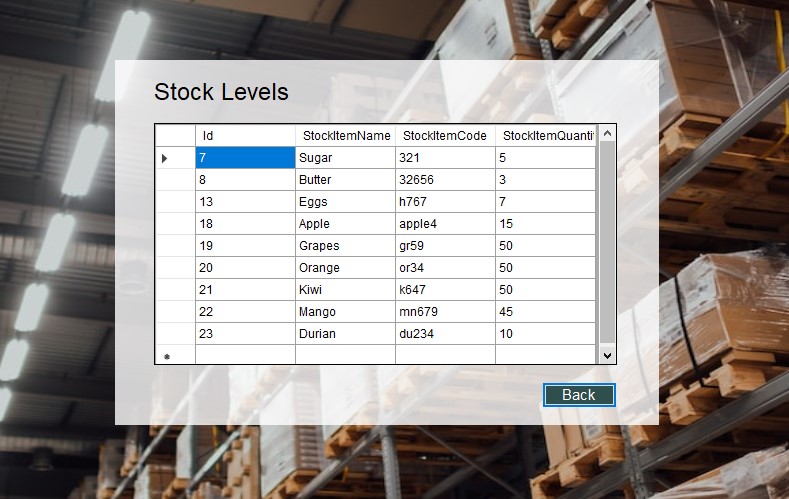 Stock Levels
Id StockItemName StockItemCode StockItemQuantit
7 Sugar 321 5
8 Butter 32656 3
13 Eggs h767 7
18 Apple apple4 15
19 Grapes gr59 50
20 Orange or34 50
21 Kiwi k647 50
22 Mango mn679 45
23 Durian du234 10
Back